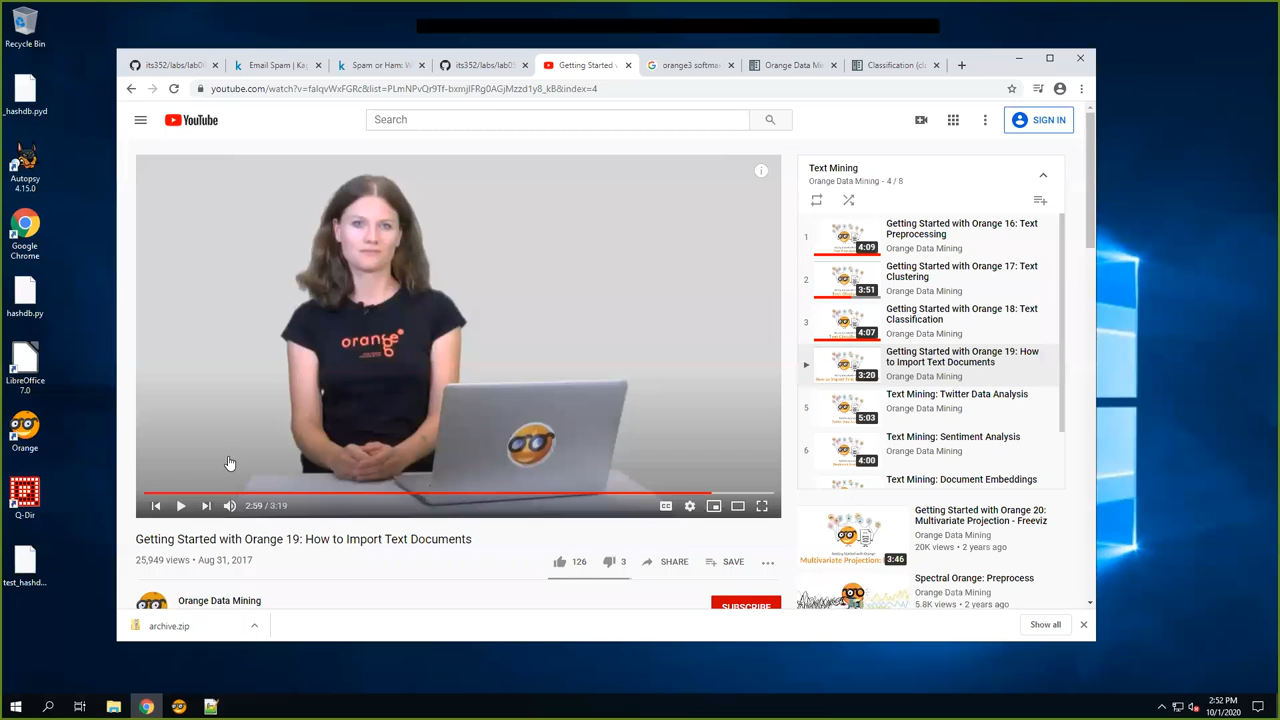 Recycle Bin
_hashdb.pyd
Autopsy
4.15.0
Google
Chrome
hashdb.py
LibreOffice
7.0
Orange
Q-Dir
test_hashd...
its352/labs/lab0
Email Spam | Ka
Spam or Ham: W
its352/labs/lab0
Getting Started
orange3 softwa
Orange Data Mi
Classification (cl
youtube.com/watch?v=falqvWxFGRc&list=PLmNPvQr9Tf-bxmjIFRg0AGjMzzd1y8_kB&index=4
YouTube
Search
SIGN IN
orange
2:59 / 3:19
CC
Getting Started with Orange 19: How to Import Text Documents
25,949 views • Aug 31, 2017
126
3
SHARE
SAVE
Orange Data Mining
SUBSCRIBE
Text Mining
Orange Data Mining - 4 / 8
1
4:09
Getting Started with Orange 16: Text
Preprocessing
Orange Data Mining
2
3:51
Getting Started with Orange 17: Text
Clustering
Orange Data Mining
3
4:07
Getting Started with Orange 18: Text
Classification
Orange Data Mining
3:20
Getting Started with Orange 19: How
to Import Text Documents
Orange Data Mining
5
5:03
Text Mining: Twitter Data Analysis
Orange Data Mining
6
4:00
Text Mining: Sentiment Analysis
Orange Data Mining
Text Mining: Document Embeddings
Multivariate Projection:
3:46
Getting Started with Orange 20:
Multivariate Projection - Freeviz
Orange Data Mining
20K views • 2 years ago
Spectral Orange: Preprocess
Orange Data Mining
5.8K views • 2 years ago
archive.zip
Show all
2:52 PM
10/1/2020